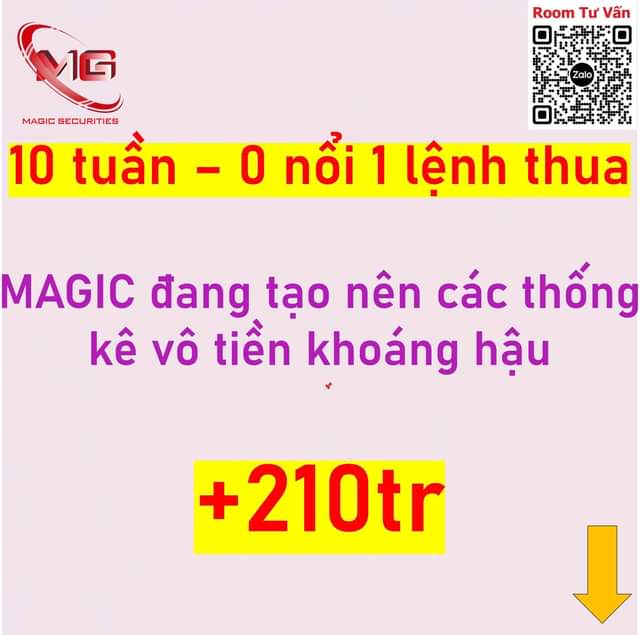 Room Tư Vấn
Zalo
MG
MAGIC SECURITIES
10 tuần – 0 nổi 1 lệnh thua
MAGIC đang tạo nên các thống
kê vô tiền khoáng hậu
+210tr